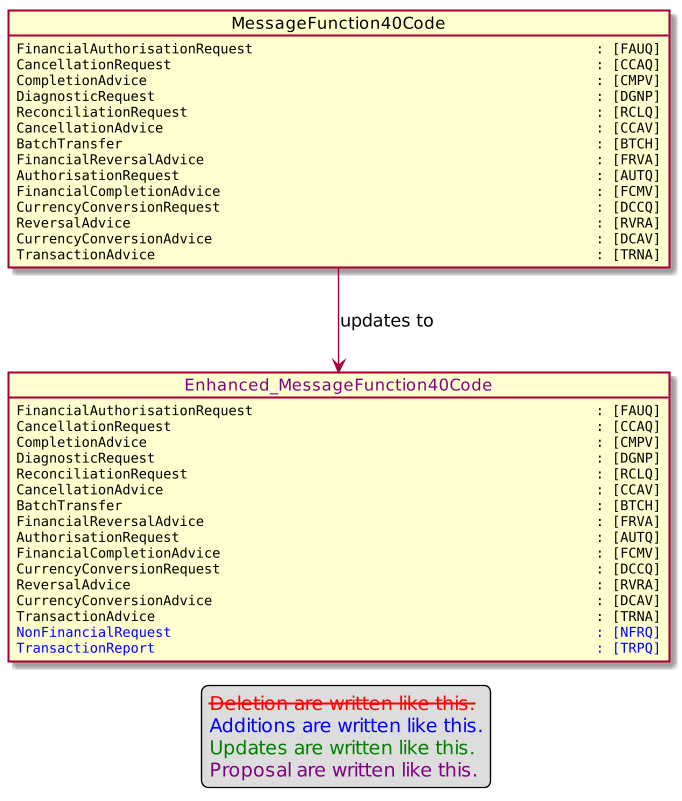 MessageFunction40Code
FinancialAuthorisationRequest : [FAUQ]
CancellationRequest : [CCAQ]
CompletionAdvice : [CMPV]
DiagnosticRequest : [DGNP]
ReconciliationRequest : [RCLQ]
CancellationAdvice : [CCAV]
BatchTransfer : [BTCH]
FinancialReversalAdvice : [FRVA]
AuthorisationRequest : [AUTQ]
FinancialCompletionAdvice : [FCMV]
CurrencyConversionRequest : [DCCQ]
ReversalAdvice : [RVRA]
CurrencyConversionAdvice : [DCAV]
TransactionAdvice : [TRNA]
updates to
Enhanced_MessageFunction40Code
FinancialAuthorisationRequest : [FAUQ]
CancellationRequest : [CCAQ]
CompletionAdvice : [CMPV]
DiagnosticRequest : [DGNP]
ReconciliationRequest : [RCLQ]
CancellationAdvice : [CCAV]
BatchTransfer : [BTCH]
FinancialReversalAdvice : [FRVA]
AuthorisationRequest : [AUTQ]
FinancialCompletionAdvice : [FCMV]
CurrencyConversionRequest : [DCCQ]
ReversalAdvice : [RVRA]
CurrencyConversionAdvice : [DCAV]
TransactionAdvice : [TRNA]
NonFinancialRequest : [NFRQ]
TransactionReport : [TRPQ]
Deletion are written like this.
Additions are written like this.
Updates are written like this.
Proposal are written like this.